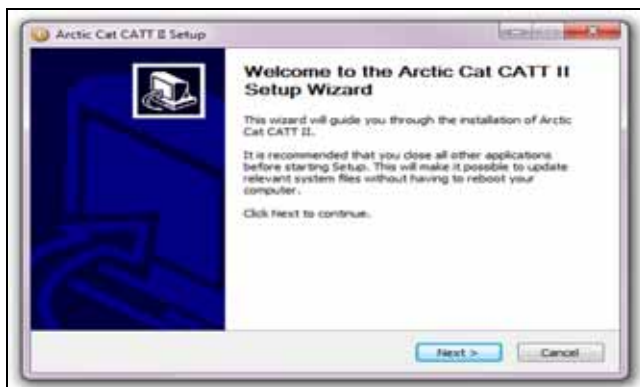 Arctic Cat CATT II Setup
Welcome to the Arctic Cat CATT II
Setup Wizard
This wizard will guide you through the installation of Arctic
Cat CATT II.
It is recommended that you close all other applications
before starting Setup. This will make it possible to update
relevant system files without having to reboot your
computer.
Click Next to continue.
Next >
Cancel